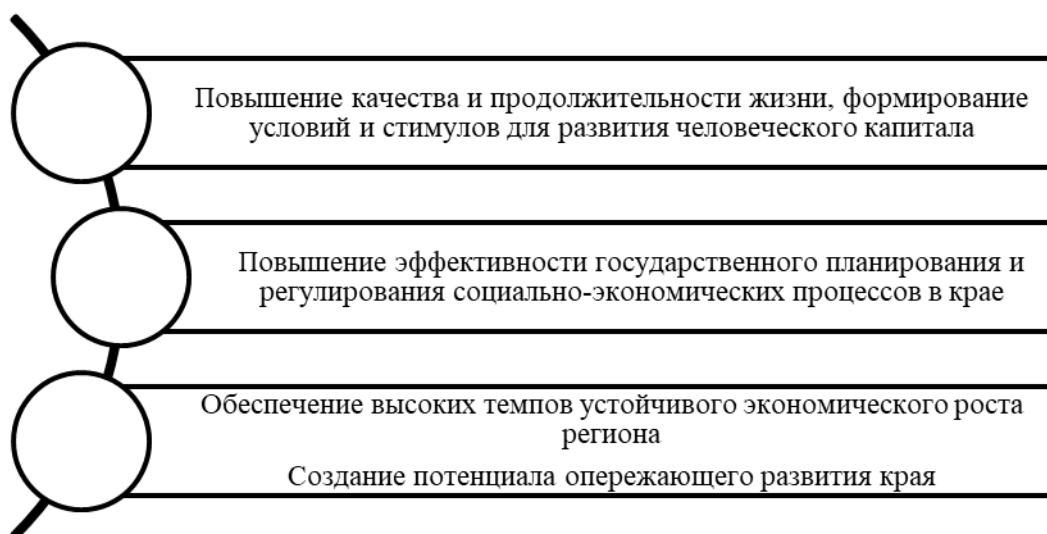 Повышение качества и продолжительности жизни, формирование
условий и стимулов для развития человеческого капитала
Повышение эффективности государственного планирования и
регулирования социально-экономических процессов в крае
Обеспечение высоких темпов устойчивого экономического роста
региона
Создание потенциала опережающего развития края